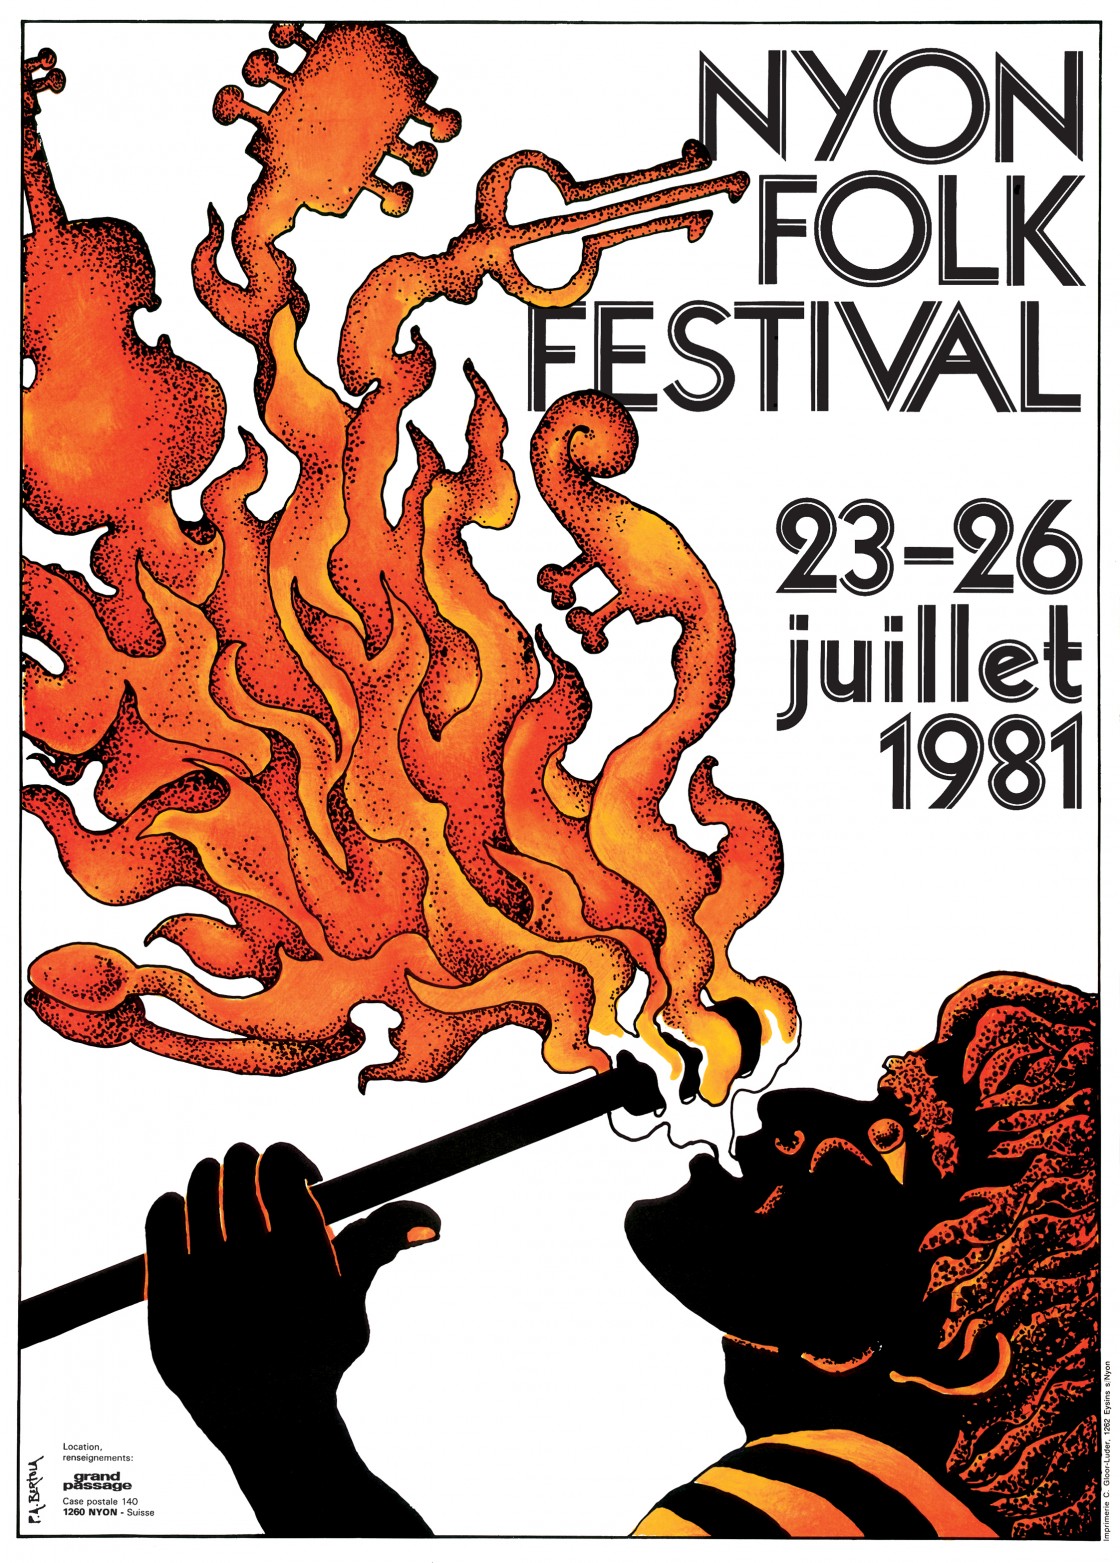 NYON
FOLK
FESTIVAL
23–26
juillet
1981
Location,
renseignements:
grand
passage
Case postale 140
1260 NYON - Suisse
P.A. BERTOLA
Imprimerie C. Gloor-Luder, 1262 Eysins s/Nyon